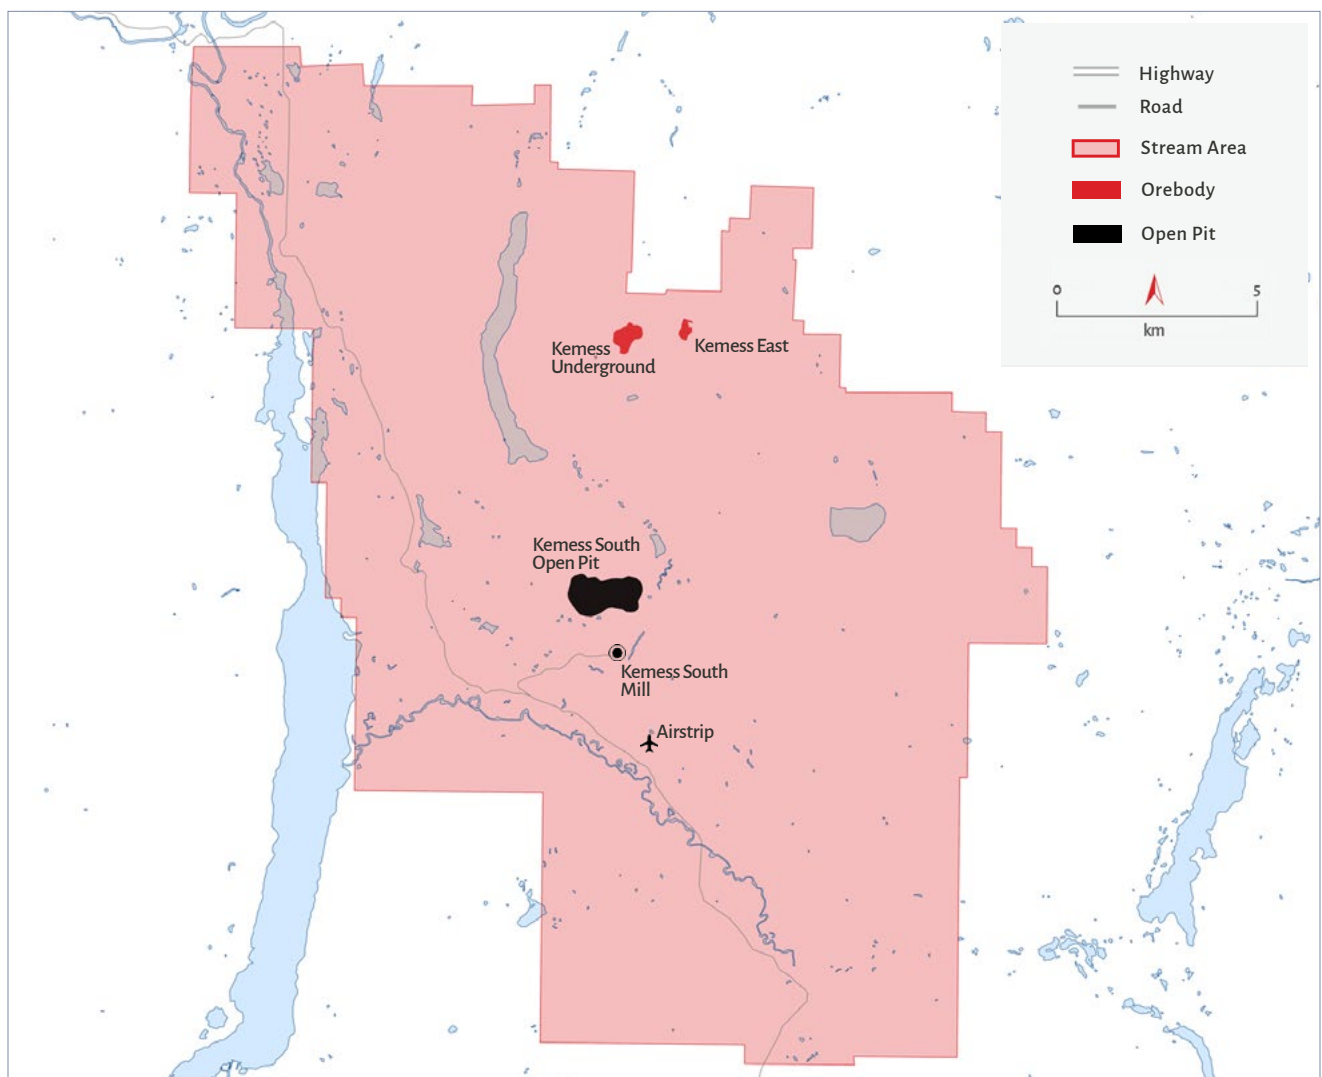 Highway
Road
Stream Area
Orebody
Open Pit
0 5
km
Kemess
Underground
Kemess East
Kemess South
Open Pit
Kemess South
Mill
Airstrip